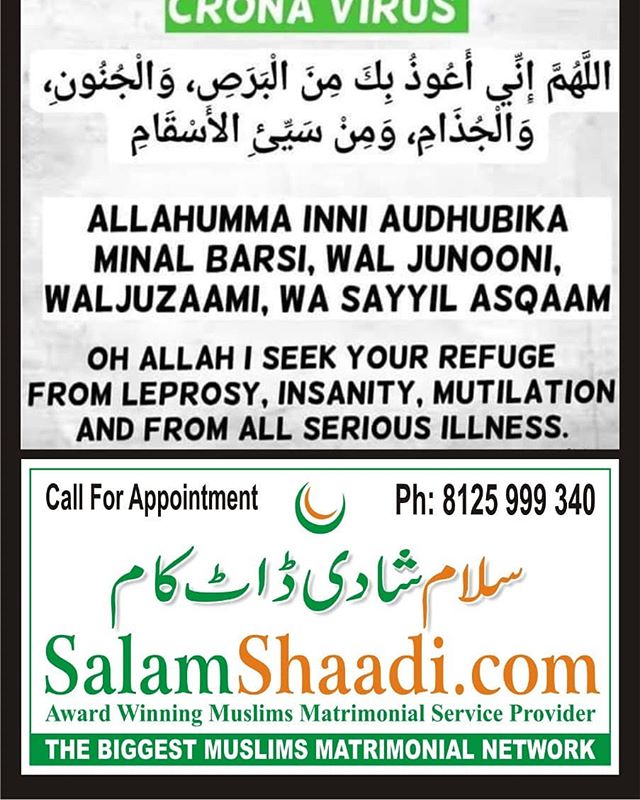 CRONA VIRUS
اللَّهُمَّ إِنِّي أَعُوذُ بِكَ مِنَ الْبَرَصِ، وَالْجُنُونِ،
وَالْجُذَامِ، وَمِنْ سَيِّئِ الأَسْقَامِ
ALLAHUMMA INNI AUDHUBIKA
MINAL BARSI, WAL JUNOONI,
WALJUZAAMI, WA SAYYIL ASQAAM
OH ALLAH I SEEK YOUR REFUGE
FROM LEPROSY, INSANITY, MUTILATION
AND FROM ALL SERIOUS ILLNESS.
Call For Appointment Ph: 8125 999 340
سلام شادی ڈاٹ کام
SalamShaadi.com
Award Winning Muslims Matrimonial Service Provider
THE BIGGEST MUSLIMS MATRIMONIAL NETWORK